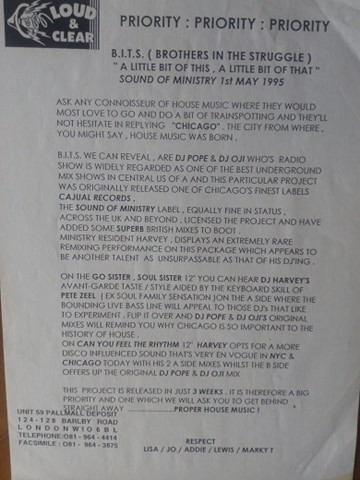 LOUD
&
CLEAR
PRIORITY : PRIORITY : PRIORITY
B.I.T.S. ( BROTHERS IN THE STRUGGLE )
" A LITTLE BIT OF THIS , A LITTLE BIT OF THAT "
SOUND OF MINISTRY 1st MAY 1995
ASK ANY CONNOISEUR OF HOUSE MUSIC WHERE THEY WOULD
MOST LOVE TO GO AND DO A BIT OF TRAINSPOTTING AND THEY'LL
NOT HESITATE IN REPLYING "CHICAGO" . THE CITY FROM WHERE ,
YOU MIGHT SAY , HOUSE MUSIC WAS BORN .
B.I.T.S. WE CAN REVEAL , ARE DJ POPE & DJ OJI WHO'S RADIO
SHOW IS WIDELY REGARDED AS ONE OF THE BEST UNDERGROUND
MIX SHOWS IN CENTRAL US OF A AND THIS PARTICULAR PROJECT
WAS ORIGINALLY RELEASED ONE OF CHICAGO'S FINEST LABELS
CAJUAL RECORDS .
THE SOUND OF MINISTRY LABEL , EQUALLY FINE IN STATUS ,
ACROSS THE UK AND BEYOND , LICENSED THE PROJECT AND HAVE
ADDED SOME SUPERB BRITISH MIXES TO BOOT .
MINISTRY RESIDENT HARVEY , DISPLAYS AN EXTREMELY RARE
REMIXING PERFORMANCE ON THIS PACKAGE WHICH APPEARS TO
BE ANOTHER TALENT AS UNSURPASSABLE AS THAT OF HIS DJ'ING .
ON THE GO SISTER , SOUL SISTER 12" YOU CAN HEAR DJ HARVEY'S
AVANT-GARDE TASTE / STYLE AIDED BY THE KEYBOARD SKILL OF
PETE ZEEL ( EX SOUL FAMILY SENSATION )ON THE A SIDE WHERE THE
BOUNDING LIVE BASS LINE WILL APPEAL TO THOSE DJ's THAT LIKE
TO EXPERIMENT . FLIP IT OVER AND DJ POPE & DJ OJI'S ORIGINAL
MIXES WILL REMIND YOU WHY CHICAGO IS SO IMPORTANT TO THE
HISTORY OF HOUSE .
ON CAN YOU FEEL THE RHYTHM 12" HARVEY OPTS FOR A MORE
DISCO INFLUENCED SOUND THAT'S VERY EN VOGUE IN NYC &
CHICAGO TODAY WITH HIS 2 A SIDE MIXES WHILST THE B SIDE
OFFERS UP THE ORIGINAL DJ POPE & DJ OJI MIX
THIS PROJECT IS RELEASED IN JUST 3 WEEKS . IT IS THEREFORE A BIG
PRIORITY AND ONE WHICH WE WILL ASK YOU TO GET BEHIND
STRAIGHT AWAY ..................PROPER HOUSE MUSIC !
UNIT 59 PALLMALL DEPOSIT
124-128 BARLBY ROAD
LONDON W10 6BL
TELEPHONE: 081- 964 - 4414
FACSIMILE : 081 - 964 - 3675
RESPECT
LISA / JO / ADDIE / LEWIS / MARKY T